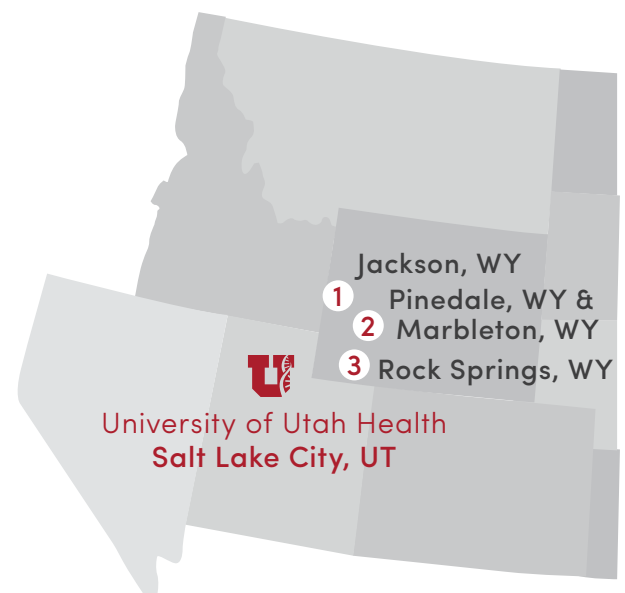 Jackson, WY
1
Pinedale, WY &
2 Marbleton, WY
3 Rock Springs, WY
U
University of Utah Health
Salt Lake City, UT